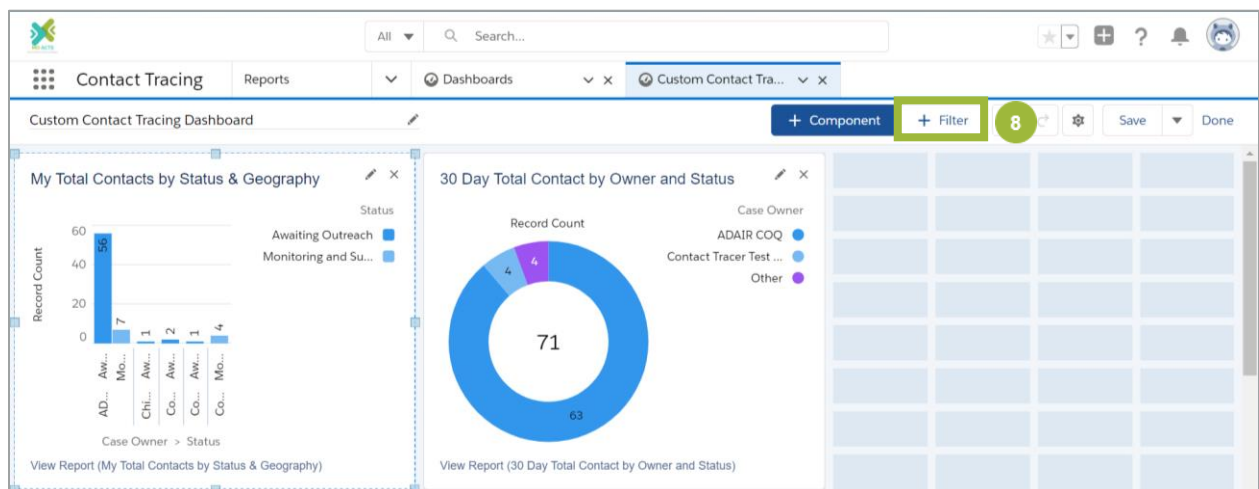 All
Search...
?
Contact Tracing
Reports
Dashboards
Custom Contact Tra...
Custom Contact Tracing Dashboard
+ Component
+ Filter
8
Save
Done
My Total Contacts by Status & Geography
Status
Awaiting Outreach
Monitoring and Su...
Record Count
60
40
20
0
56
7
1
2
1
4
Aw...
Mo...
Aw...
Aw...
Aw...
Mo...
AD...
Chi...
Co...
Co...
Co...
Case Owner > Status
View Report (My Total Contacts by Status & Geography)
30 Day Total Contact by Owner and Status
Record Count
Case Owner
ADAIR COQ
Contact Tracer Test ...
Other
4
4
71
63
View Report (30 Day Total Contact by Owner and Status)